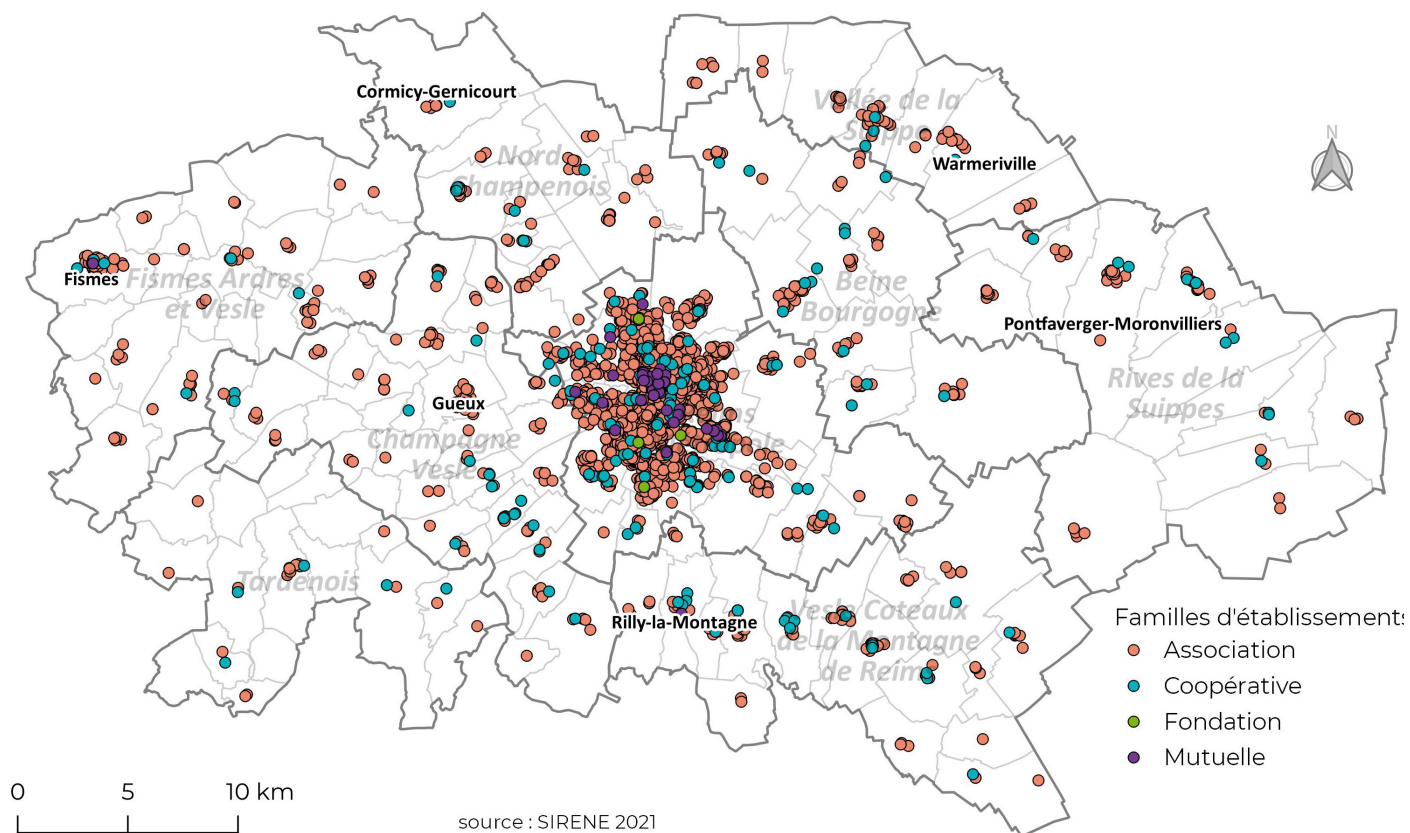 Cormicy-Gernicourt
Vallée de la
Suippe
N
Nord
Champenois
Warmeriville
Fismes
Fismes Ardres
et Vesle
Beine
Bourgogne
Pontfaverger-Moronvilliers
Rives de la
Suippes
Gueux
Champagne
Vesle
Tardenois
Rilly-la-Montagne
Vesle Coteaux
de la Montagne
de Reims
Familles d'établissements
Association
Coopérative
Fondation
Mutuelle
0 5 10 km
source : SIRENE 2021